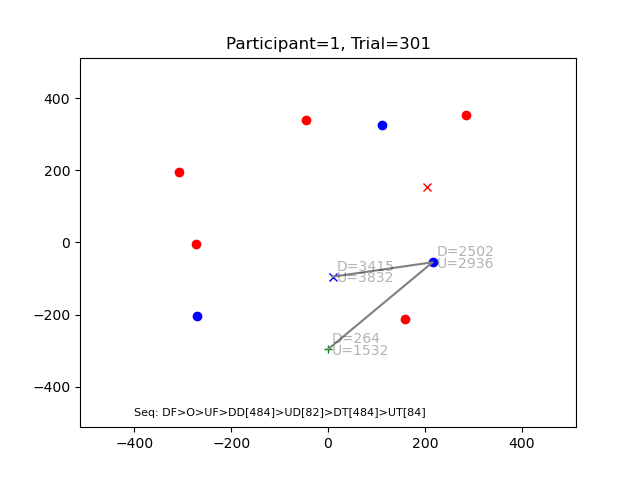 Participant=1, Trial=301
400
200
0
−200
−400
D=2502
U=2936
D=3415
U=3832
D=264
U=1532
Seq: DF>O>UF>DD[484]>UD[82]>DT[484]>UT[84]
−400 −200 0 200 400